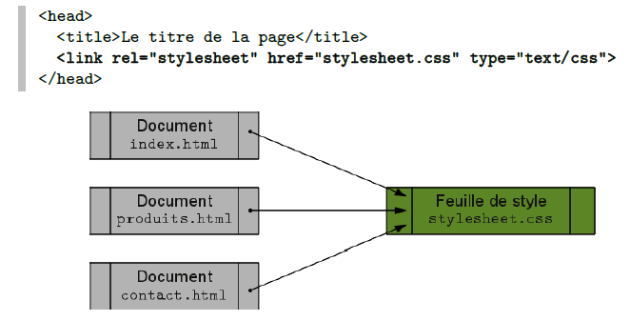 <head>
<title>Le titre de la page</title>
<link rel="stylesheet" href="stylesheet.css" type="text/css">
</head>
Document
index.html
Document
produits.html
Feuille de style
stylesheet.css
Document
contact.html